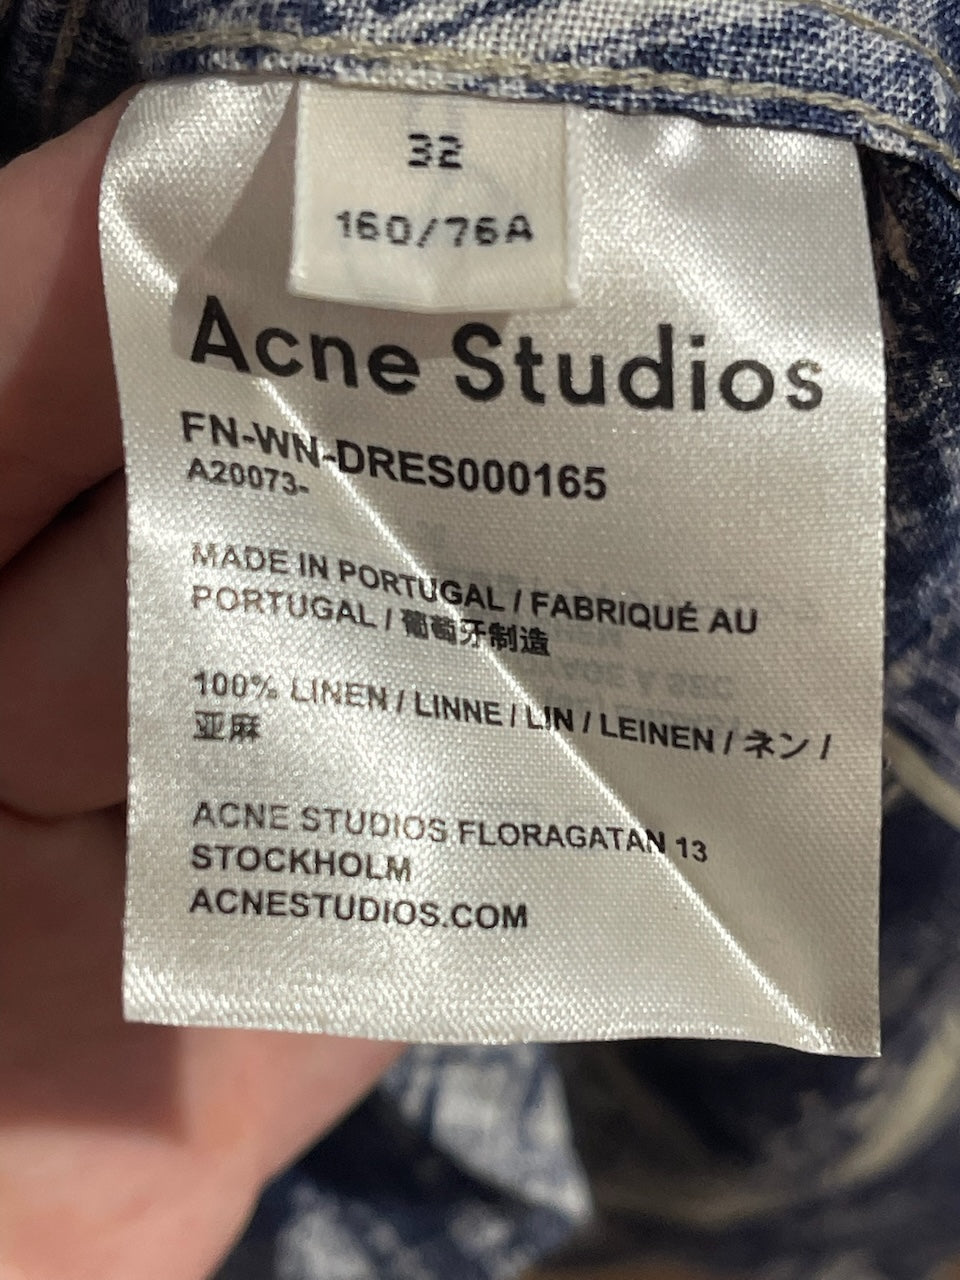 32
160/76A
Acne Studios
FN-WN-DRES000165
A20073-
MADE IN PORTUGAL / FABRIQUÉ AU
PORTUGAL / 葡萄牙制造
100% LINEN / LINNE / LIN / LEINEN / ネン /
亚麻
ACNE STUDIOS FLORAGATAN 13
STOCKHOLM
ACNESTUDIOS.COM